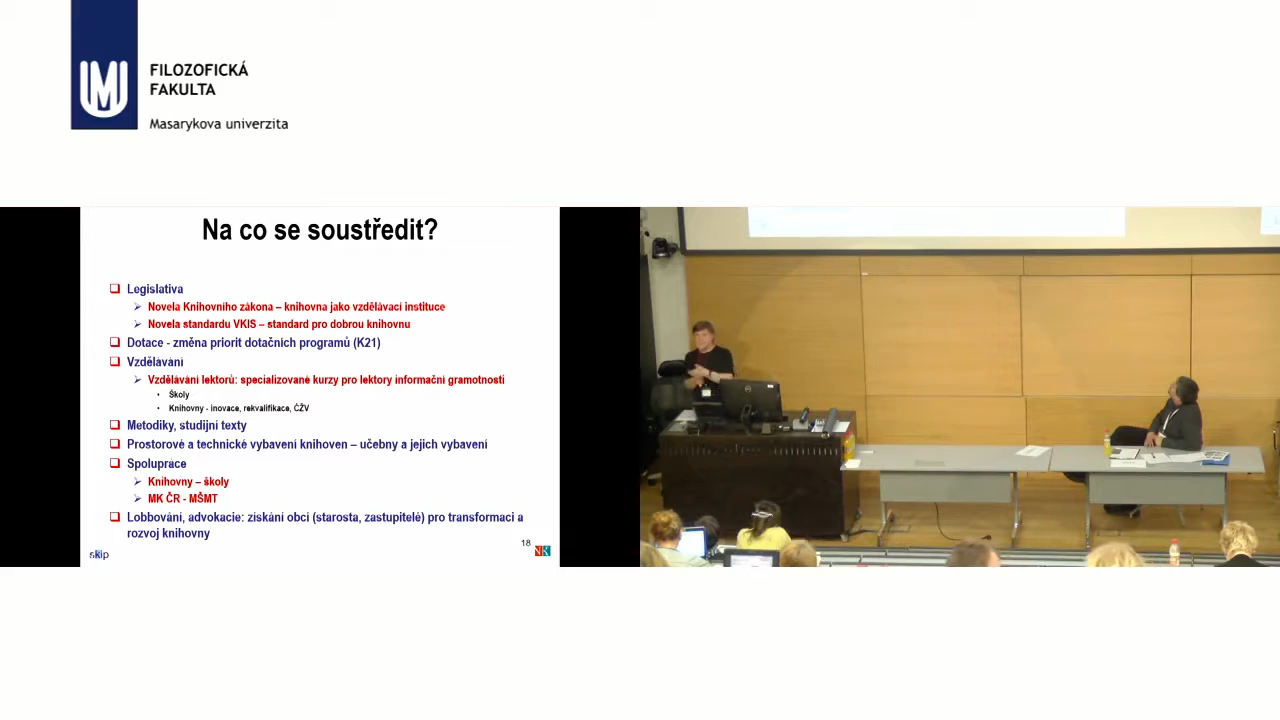 FILOZOFICKÁ
FAKULTA
Masarykova univerzita
Na co se soustředit?
Legislativa
Novela Knihovního zákona – knihovna jako vzdělávací instituce
Novela standardu VKIS – standard pro dobrou knihovnu
Dotace - změna priorit dotačních programů (K21)
Vzdělávání
Vzdělávání lektorů: specializované kurzy pro lektory informační gramotnosti
Školy
Knihovny - inovace, rekvalifikace, CŽV
Metodiky, studijní texty
Prostorové a technické vybavení knihoven – učebny a jejich vybavení
Spolupráce
Knihovny – školy
MK ČR - MŠMT
Lobbování, advokacie: získání obcí (starosta, zastupitelé) pro transformaci a
rozvoj knihovny
18
skip
NK